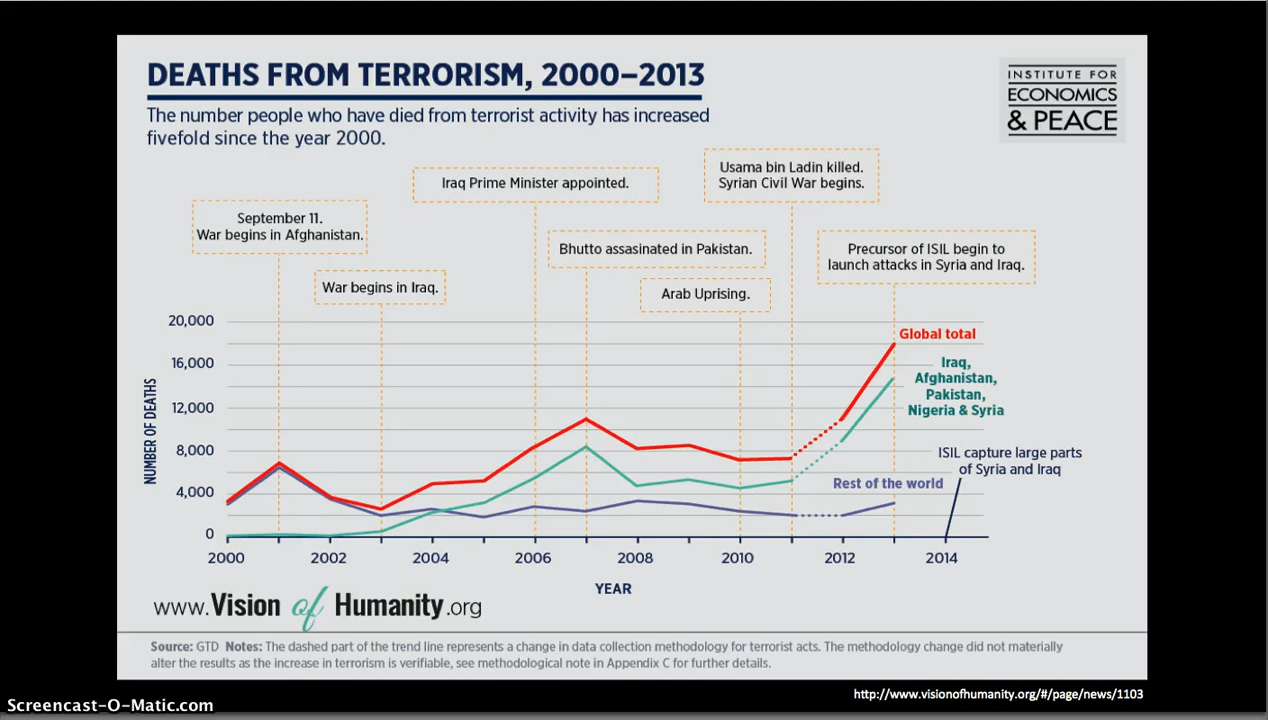 DEATHS FROM TERRORISM, 2000–2013
The number people who have died from terrorist activity has increased
fivefold since the year 2000.
INSTITUTE FOR
ECONOMICS
& PEACE
Usama bin Ladin killed.
Syrian Civil War begins.
Iraq Prime Minister appointed.
September 11.
War begins in Afghanistan.
Bhutto assasinated in Pakistan.
Precursor of ISIL begin to
launch attacks in Syria and Iraq.
War begins in Iraq.
Arab Uprising.
NUMBER OF DEATHS
20,000
16,000
12,000
8,000
4,000
0
Global total
Iraq,
Afghanistan,
Pakistan,
Nigeria & Syria
ISIL capture large parts
of Syria and Iraq
Rest of the world
2000 2002 2004 2006 2008 2010 2012 2014
YEAR
www.Vision of Humanity.org
Source: GTD Notes: The dashed part of the trend line represents a change in data collection methodology for terrorist acts. The methodology change did not materially
alter the results as the increase in terrorism is verifiable, see methodological note in Appendix C for further details.
http://www.visionofhumanity.org/#/page/news/1103
Screencast-O-Matic.com